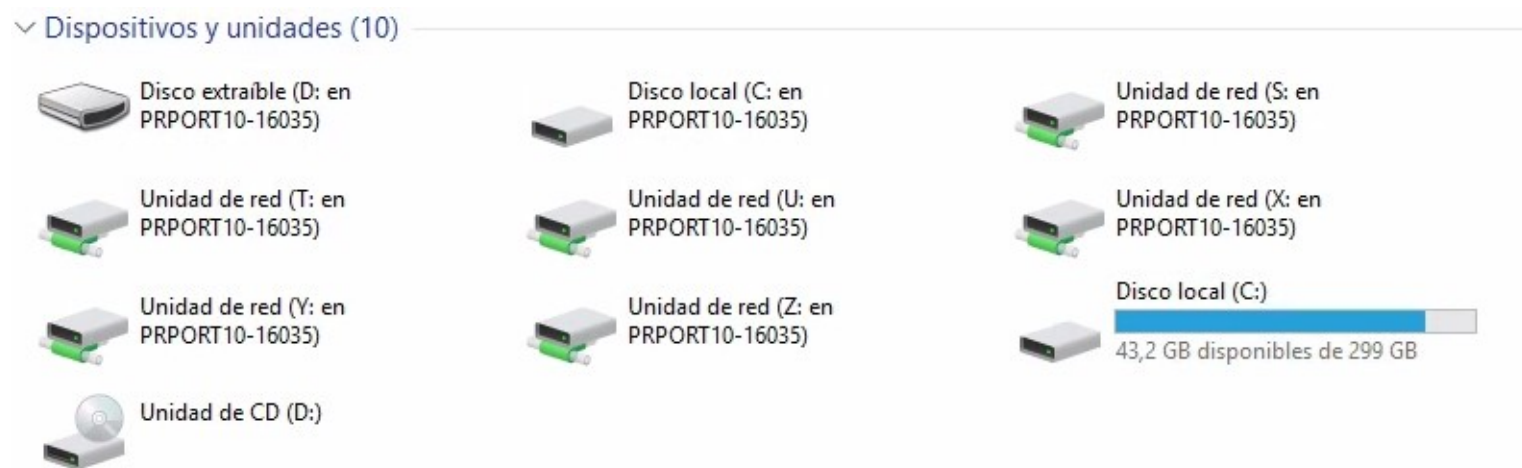 Dispositivos y unidades (10)
Disco extraíble (D: en
PRPORT10-16035)
Disco local (C: en
PRPORT10-16035)
Unidad de red (S: en
PRPORT10-16035)
Unidad de red (T: en
PRPORT10-16035)
Unidad de red (U: en
PRPORT10-16035)
Unidad de red (X: en
PRPORT10-16035)
Unidad de red (Y: en
PRPORT10-16035)
Unidad de red (Z: en
PRPORT10-16035)
Disco local (C:)
43,2 GB disponibles de 299 GB
Unidad de CD (D:)